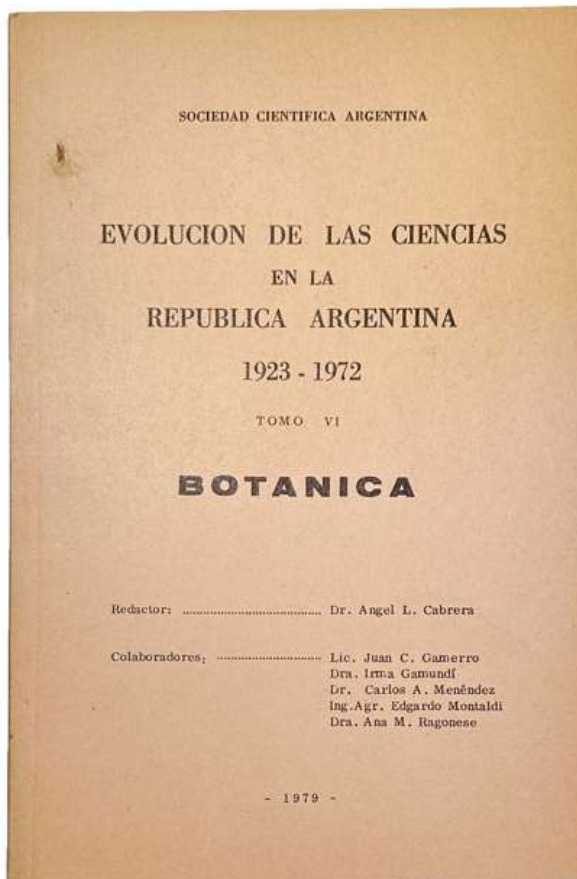 SOCIEDAD CIENTIFICA ARGENTINA
EVOLUCION DE LAS CIENCIAS
EN LA
REPUBLICA ARGENTINA
1923 - 1972
TOMO VI
BOTANICA
Redactor: ........................................ Dr. Angel L. Cabrera
Colaboradores: .............................. Lic. Juan C. Gamerro
Dra. Irma Gamundí
Dr. Carlos A. Menéndez
Ing.Agr. Edgardo Montaldi
Dra. Ana M. Ragonese
- 1979 -